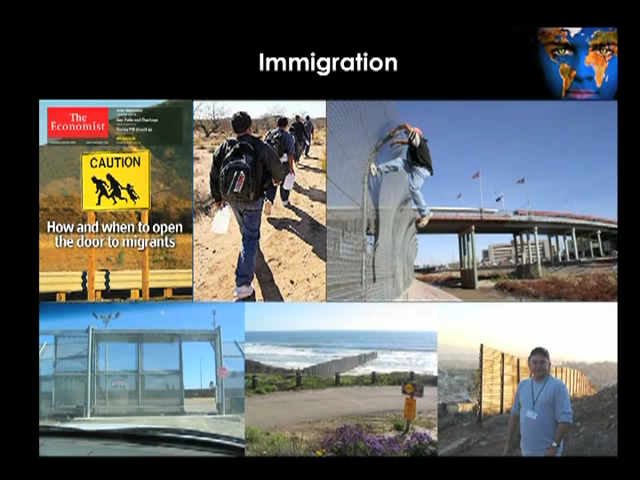 Immigration
The
Economist
CAUTION
How and when to open
the door to migrants